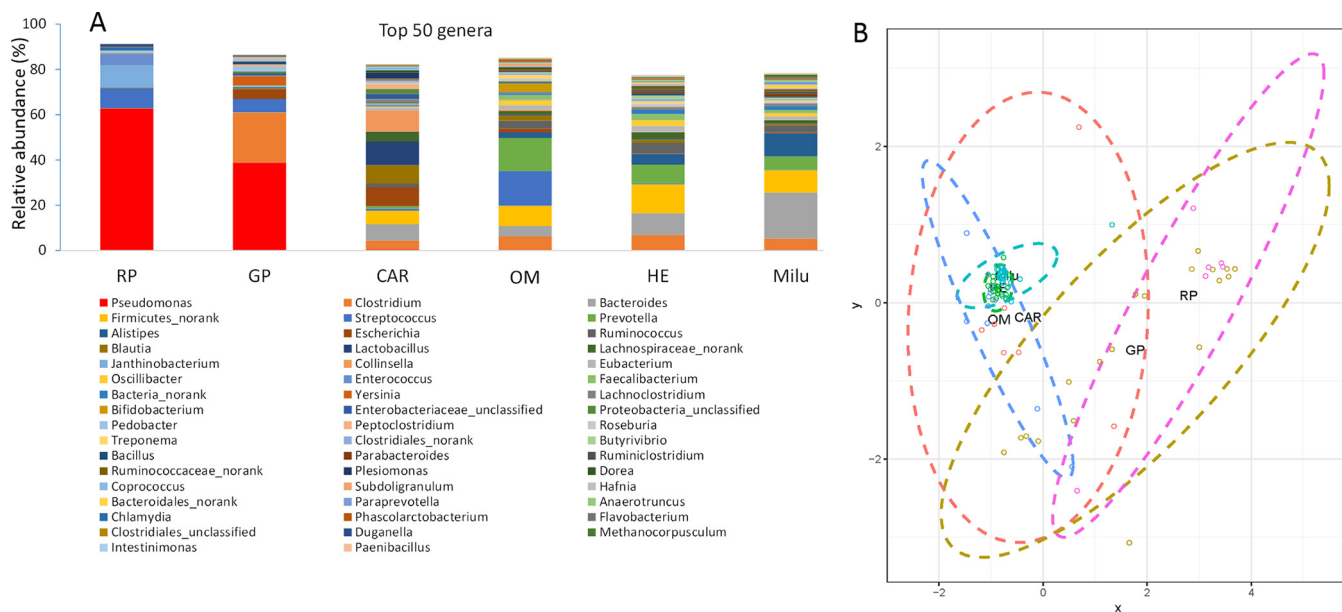 A
Top 50 genera
Relative abundance (%)
100
80
60
40
20
0
RP GP CAR OM HE Milu
Pseudomonas Clostridium Bacteroides
Firmicutes_norank Streptococcus Prevotella
Alistipes Escherichia Ruminococcus
Blautia Lactobacillus Lachnospiraceae_norank
Janthinobacterium Collinsella Eubacterium
Oscillibacter Enterococcus Faecalibacterium
Bacteria_norank Yersinia Lachnoclostridium
Bifidobacterium Enterobacteriaceae_unclassified Proteobacteria_unclassified
Pedobacter Peptoclostridium Roseburia
Treponema Clostridiales_norank Butyrivibrio
Bacillus Parabacteroides Ruminiclostridium
Ruminococcaceae_norank Plesiomonas Dorea
Coprococcus Subdoligranulum Hafnia
Bacteroidales_norank Paraprevotella Anaerotruncus
Chlamydia Phascolarctobacterium Flavobacterium
Clostridiales_unclassified Duganella Methanocorpusculum
Intestinimonas Paenibacillus
B
y
2
0
−2
HE
OM CAR
RP
GP
−2 0 2 4
x